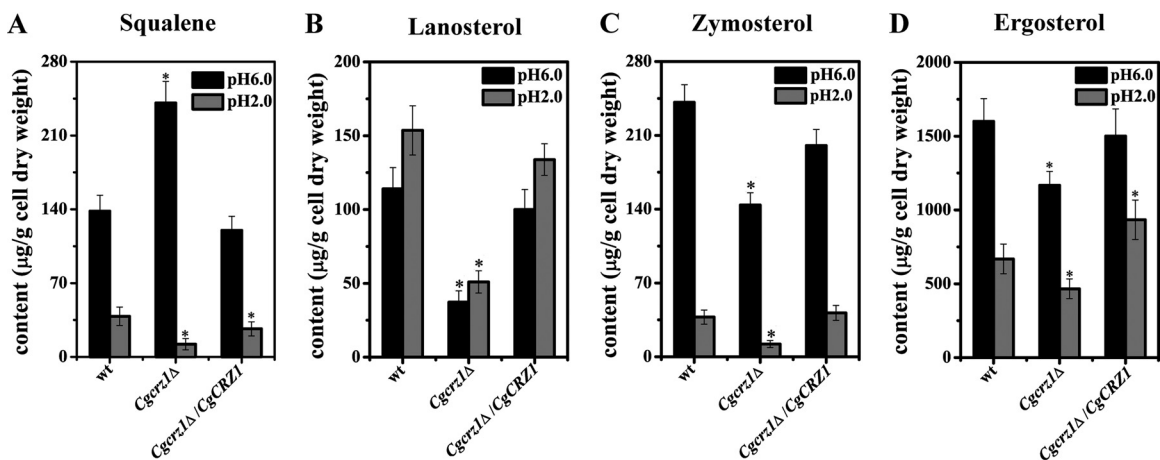 A Squalene
content (µg/g cell dry weight)
280
210
140
70
0
pH6.0
pH2.0
*
*
*
wt
Cgcrz1Δ
Cgcrz1Δ/CgCRZ1
B Lanosterol
content (µg/g cell dry weight)
200
150
100
50
0
pH6.0
pH2.0
* *
wt
Cgcrz1Δ
Cgcrz1Δ/CgCRZ1
C Zymosterol
content (µg/g cell dry weight)
280
210
140
70
0
pH6.0
pH2.0
*
*
wt
Cgcrz1Δ
Cgcrz1Δ/CgCRZ1
D Ergosterol
content (µg/g cell dry weight)
2000
1500
1000
500
0
pH6.0
pH2.0
*
*
*
wt
Cgcrz1Δ
Cgcrz1Δ/CgCRZ1